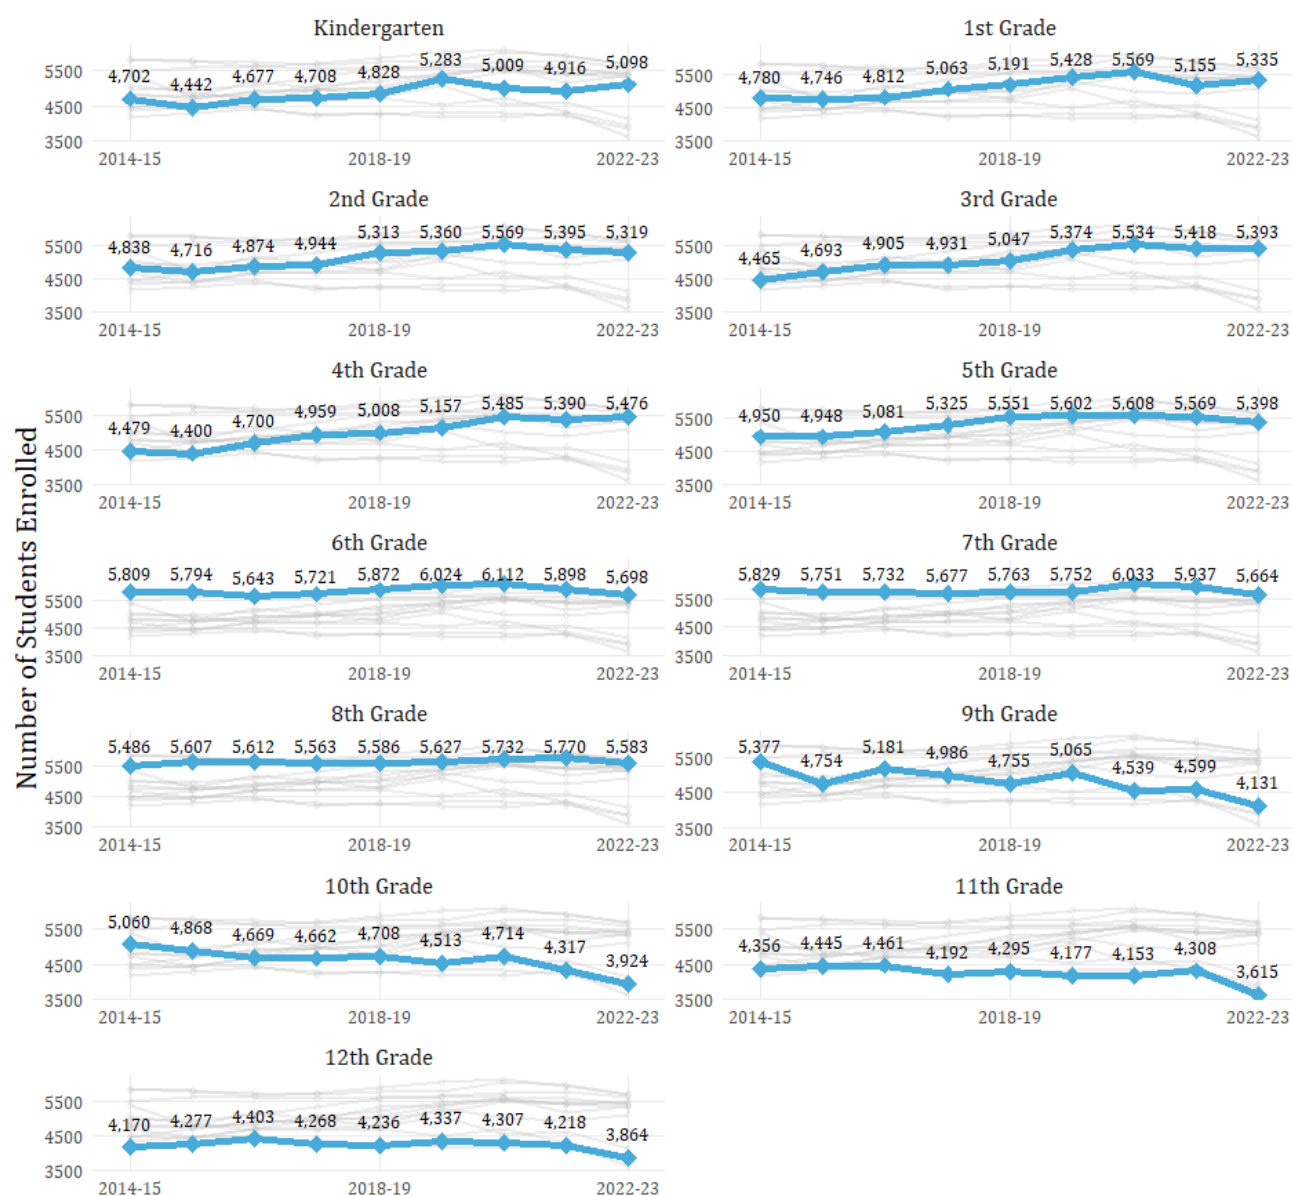 Number of Students Enrolled
Kindergarten
5500
4500
3500
4,702 4,442 4,677 4,708 4,828 5,283 5,009 4,916 5,098
2014-15 2018-19 2022-23
1st Grade
5500
4500
3500
4,780 4,746 4,812 5,063 5,191 5,428 5,569 5,155 5,335
2014-15 2018-19 2022-23
2nd Grade
5500
4500
3500
4,838 4,716 4,874 4,944 5,313 5,360 5,569 5,395 5,319
2014-15 2018-19 2022-23
3rd Grade
5500
4500
3500
4,465 4,693 4,905 4,931 5,047 5,374 5,534 5,418 5,393
2014-15 2018-19 2022-23
4th Grade
5500
4500
3500
4,479 4,400 4,700 4,959 5,008 5,157 5,485 5,390 5,476
2014-15 2018-19 2022-23
5th Grade
5500
4500
3500
4,950 4,948 5,081 5,325 5,551 5,602 5,608 5,569 5,398
2014-15 2018-19 2022-23
6th Grade
5500
4500
3500
5,809 5,794 5,643 5,721 5,872 6,024 6,112 5,898 5,698
2014-15 2018-19 2022-23
7th Grade
5500
4500
3500
5,829 5,751 5,732 5,677 5,763 5,752 6,033 5,937 5,664
2014-15 2018-19 2022-23
8th Grade
5500
4500
3500
5,486 5,607 5,612 5,563 5,586 5,627 5,732 5,770 5,583
2014-15 2018-19 2022-23
9th Grade
5500
4500
3500
5,377 4,754 5,181 4,986 4,755 5,065 4,539 4,599 4,131
2014-15 2018-19 2022-23
10th Grade
5500
4500
3500
5,060 4,868 4,669 4,662 4,708 4,513 4,714 4,317 3,924
2014-15 2018-19 2022-23
11th Grade
5500
4500
3500
4,356 4,445 4,461 4,192 4,295 4,177 4,153 4,308 3,615
2014-15 2018-19 2022-23
12th Grade
5500
4500
3500
4,170 4,277 4,403 4,268 4,236 4,337 4,307 4,218 3,864
2014-15 2018-19 2022-23